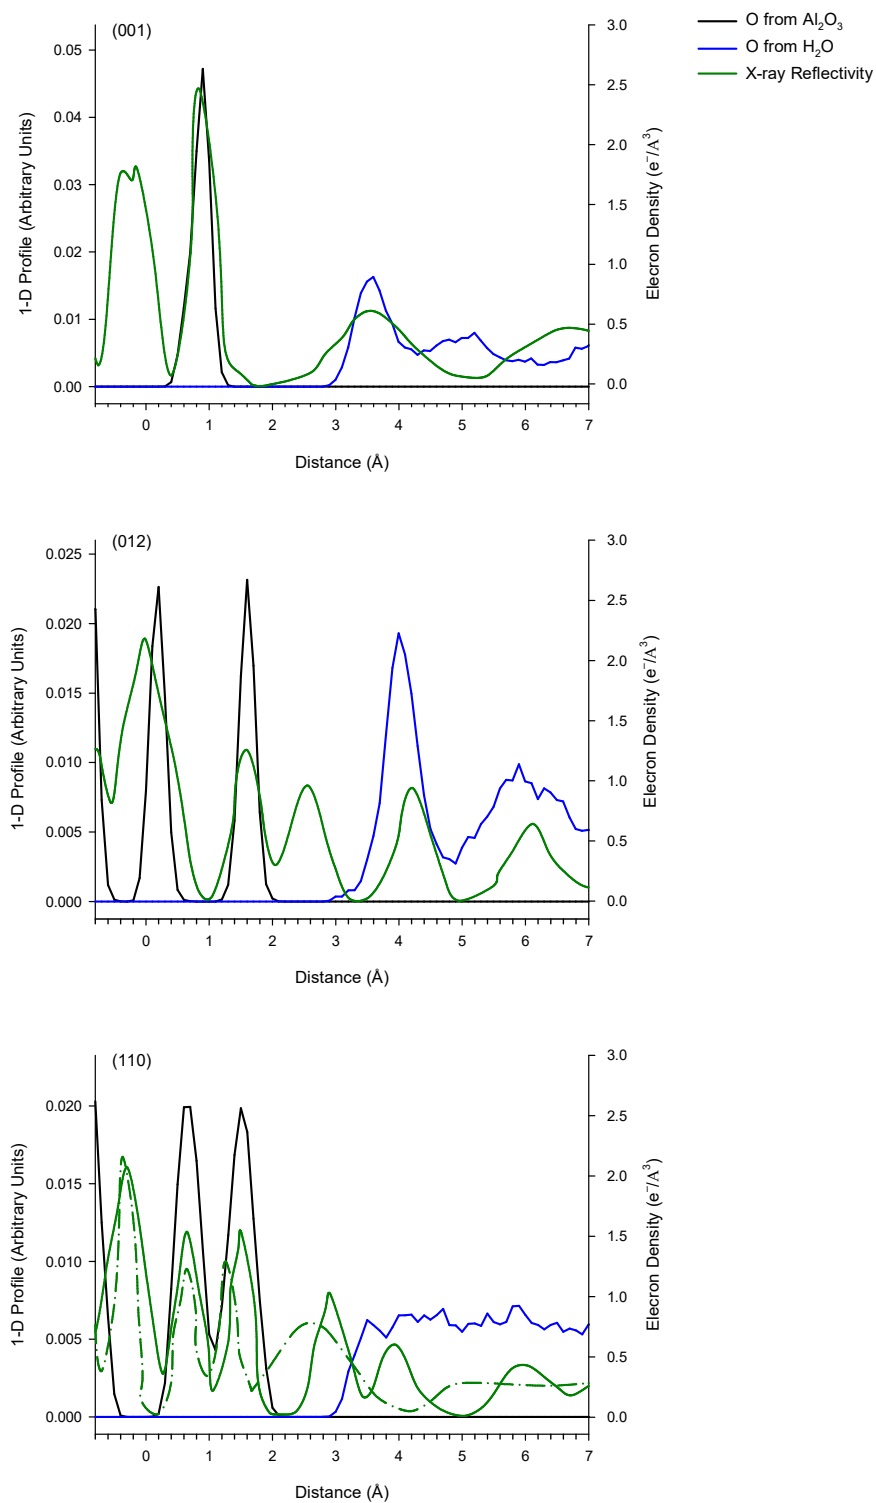 O from Al₂O₃
O from H₂O
X-ray Reflectivity
(001)
1-D Profile (Arbitrary Units)
0.05
0.04
0.03
0.02
0.01
0.00
3.0
2.5
2.0
1.5
1.0
0.5
0.0
Elecron Density (e⁻/A³)
0 1 2 3 4 5 6 7
Distance (Å)
(012)
1-D Profile (Arbitrary Units)
0.025
0.020
0.015
0.010
0.005
0.000
3.0
2.5
2.0
1.5
1.0
0.5
0.0
Elecron Density (e⁻/A³)
0 1 2 3 4 5 6 7
Distance (Å)
(110)
1-D Profile (Arbitrary Units)
0.020
0.015
0.010
0.005
0.000
3.0
2.5
2.0
1.5
1.0
0.5
0.0
Elecron Density (e⁻/A³)
0 1 2 3 4 5 6 7
Distance (Å)